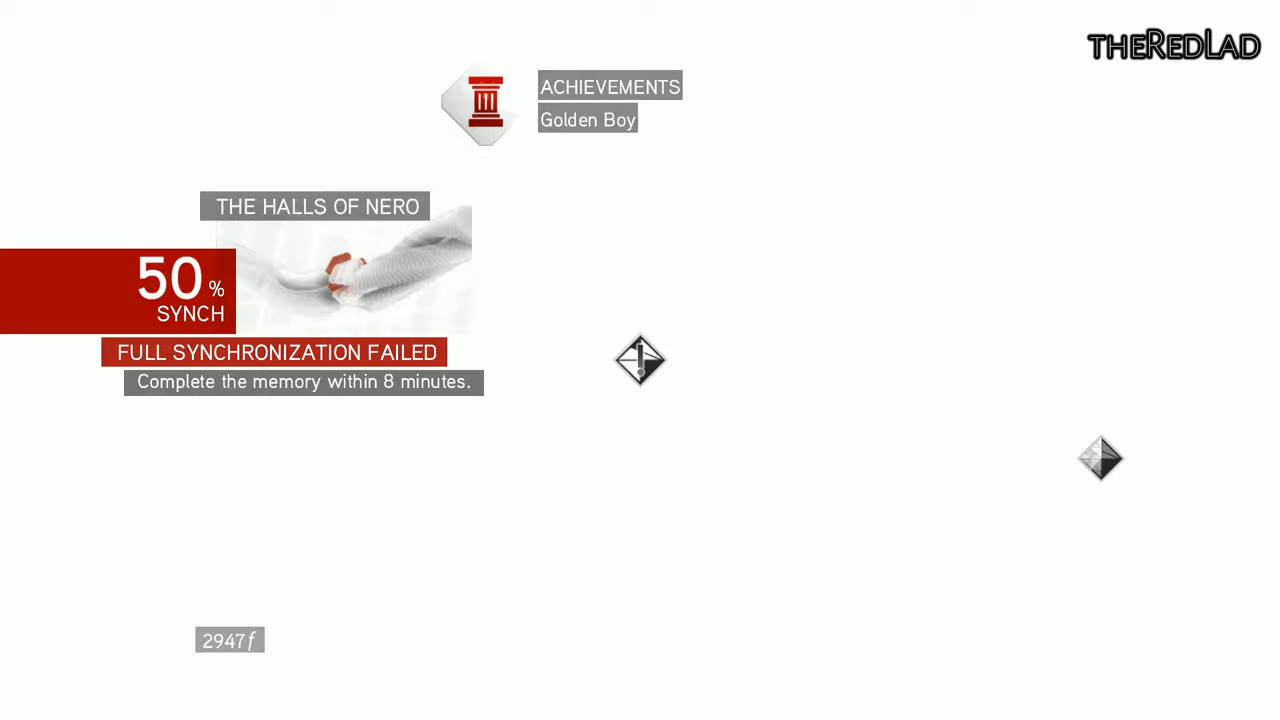 THEREDLAD
ACHIEVEMENTS
Golden Boy
THE HALLS OF NERO
50 %
SYNCH
FULL SYNCHRONIZATION FAILED
Complete the memory within 8 minutes.
2947ƒ